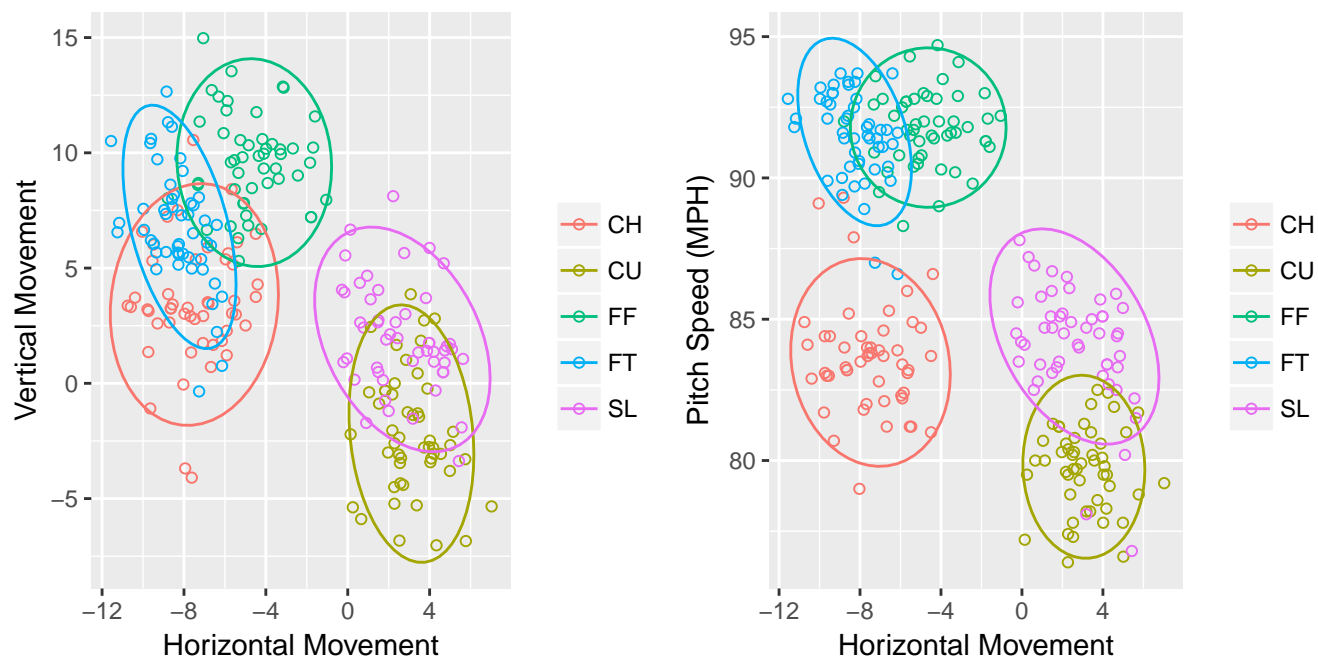 15
10
5
0
−5
−12
−8
−4
0
4
Vertical Movement
Horizontal Movement
CH
CU
FF
FT
SL
95
90
85
80
−12
−8
−4
0
4
Pitch Speed (MPH)
Horizontal Movement
CH
CU
FF
FT
SL